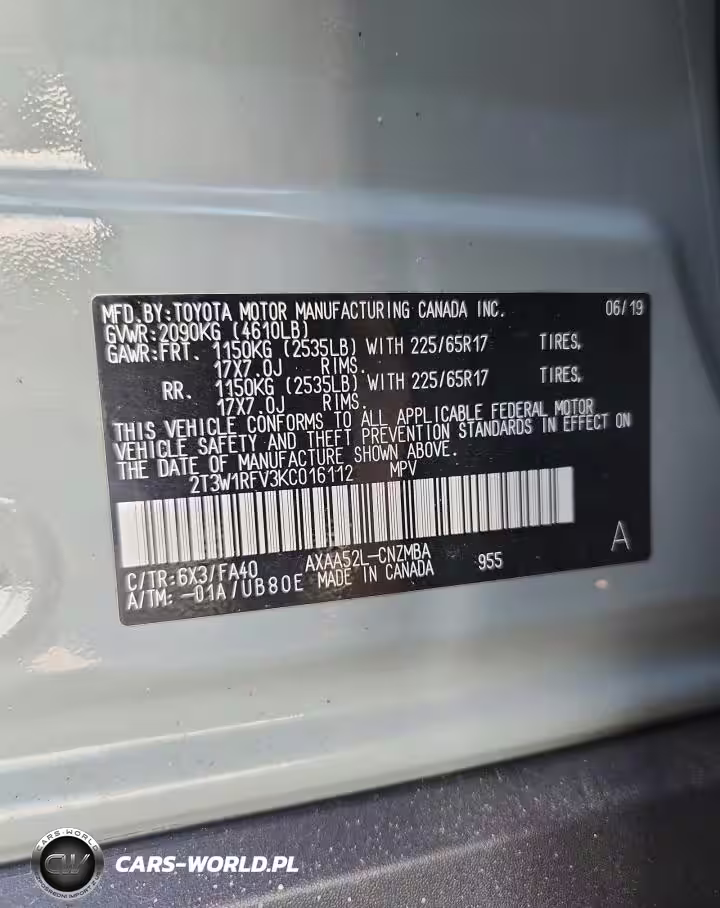 MFD.BY:TOYOTA MOTOR MANUFACTURING CANADA INC. 06/19
GVWR:2090KG (4610LB)
GAWR:FRT. 1150KG (2535LB) WITH 225/65R17 TIRES,
17X7.0J RIMS.
RR. 1150KG (2535LB) WITH 225/65R17 TIRES,
17X7.0J RIMS.
THIS VEHICLE CONFORMS TO ALL APPLICABLE FEDERAL MOTOR
VEHICLE SAFETY AND THEFT PREVENTION STANDARDS IN EFFECT ON
THE DATE OF MANUFACTURE SHOWN ABOVE.
2T3W1RFV3KC016112 MPV
C/TR:6X3/FA40 AXAA52L-CNZMBA 955 A
A/TM: -01A/UB80E MADE IN CANADA
CARS-WORLD
CW
CARS-WORLD.PL